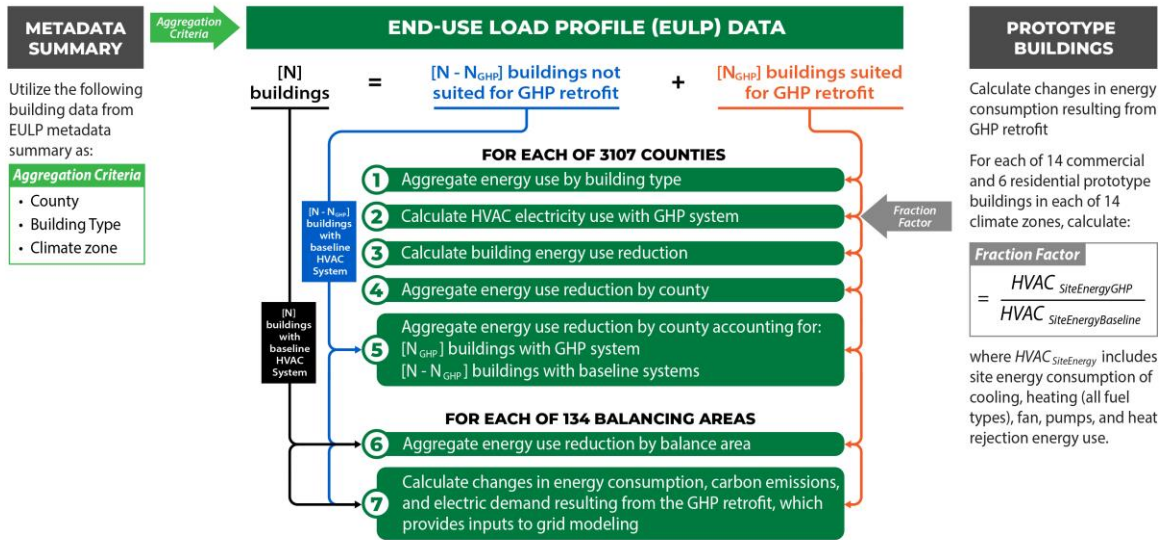 METADATA
SUMMARY
Utilize the following
building data from
EULP metadata
summary as:
Aggregation Criteria
• County
• Building Type
• Climate zone
Aggregation
Criteria
END-USE LOAD PROFILE (EULP) DATA
[N]
buildings
=
[N - NGHP] buildings not
suited for GHP retrofit
+
[NGHP] buildings suited
for GHP retrofit
FOR EACH OF 3107 COUNTIES
1 Aggregate energy use by building type
2 Calculate HVAC electricity use with GHP system
3 Calculate building energy use reduction
4 Aggregate energy use reduction by county
5 Aggregate energy use reduction by county accounting for:
[NGHP] buildings with GHP system
[N - NGHP] buildings with baseline systems
FOR EACH OF 134 BALANCING AREAS
6 Aggregate energy use reduction by balance area
7 Calculate changes in energy consumption, carbon emissions,
and electric demand resulting from the GHP retrofit, which
provides inputs to grid modeling
[N - NGHP]
buildings
with
baseline
HVAC
System
[N]
buildings
with
baseline
HVAC
System
Fraction
Factor
PROTOTYPE
BUILDINGS
Calculate changes in energy
consumption resulting from
GHP retrofit
For each of 14 commercial
and 6 residential prototype
buildings in each of 14
climate zones, calculate:
Fraction Factor
= HVAC SiteEnergyGHP
HVAC SiteEnergyBaseline
where HVAC SiteEnergy includes
site energy consumption of
cooling, heating (all fuel
types), fan, pumps, and heat
rejection energy use.